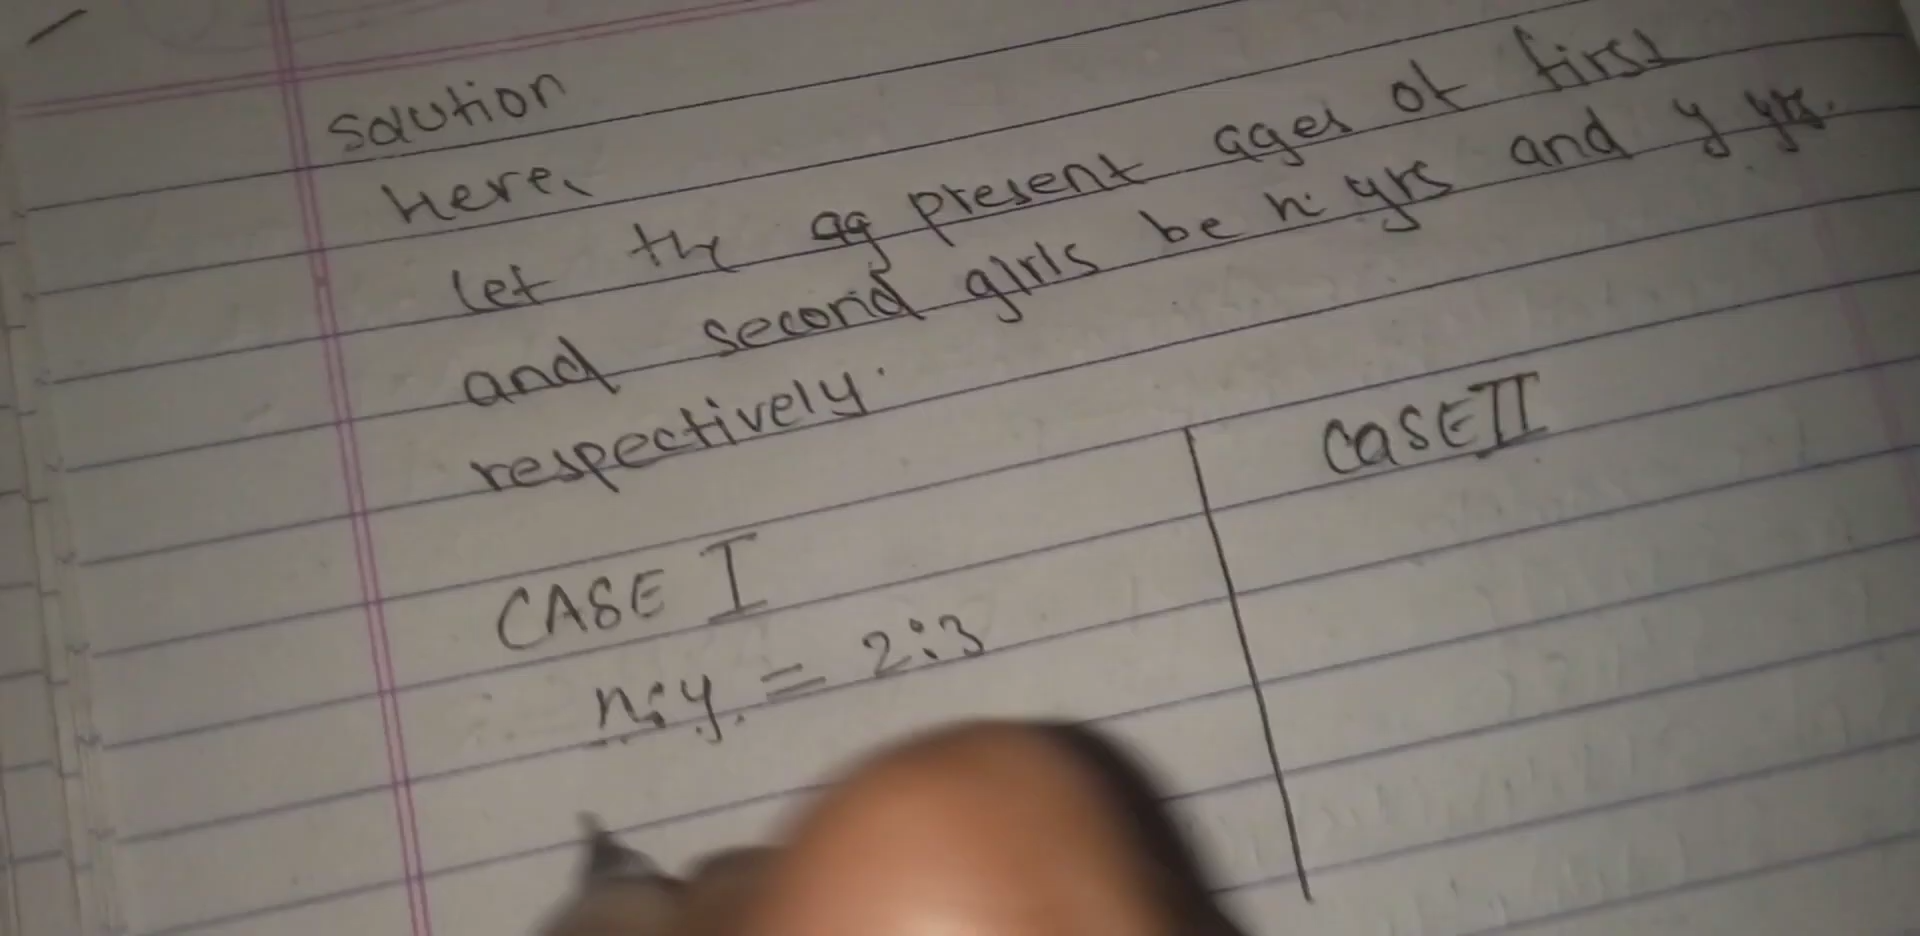 Solution
here,
let the ag present ages of first
and second girls be n yrs and y yrs.
respectively.
CASE I
CASE II
n:y = 2:3